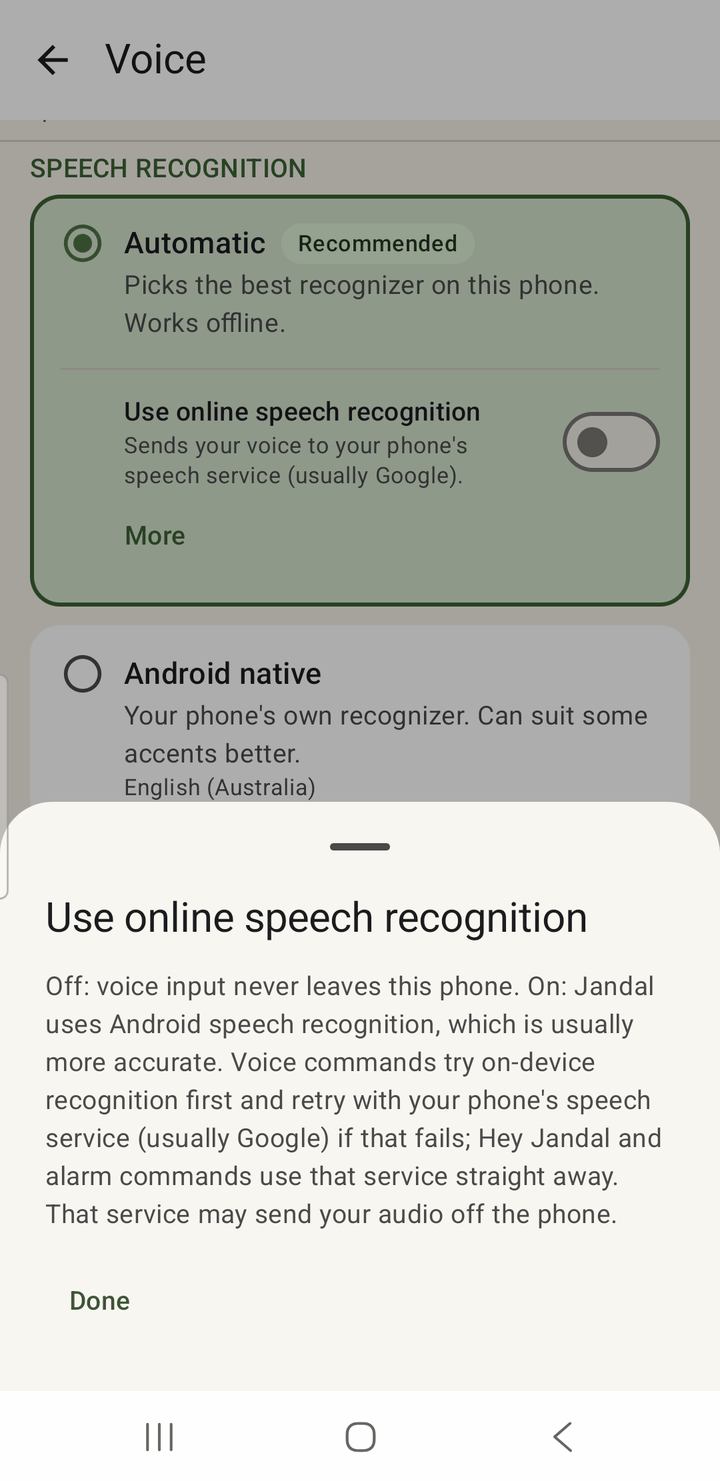 Voice
SPEECH RECOGNITION
Automatic Recommended
Picks the best recognizer on this phone.
Works offline.
Use online speech recognition
Sends your voice to your phone's
speech service (usually Google).
More
Android native
Your phone's own recognizer. Can suit some
accents better.
English (Australia)
Use online speech recognition
Off: voice input never leaves this phone. On: Jandal
uses Android speech recognition, which is usually
more accurate. Voice commands try on-device
recognition first and retry with your phone's speech
service (usually Google) if that fails; Hey Jandal and
alarm commands use that service straight away.
That service may send your audio off the phone.
Done